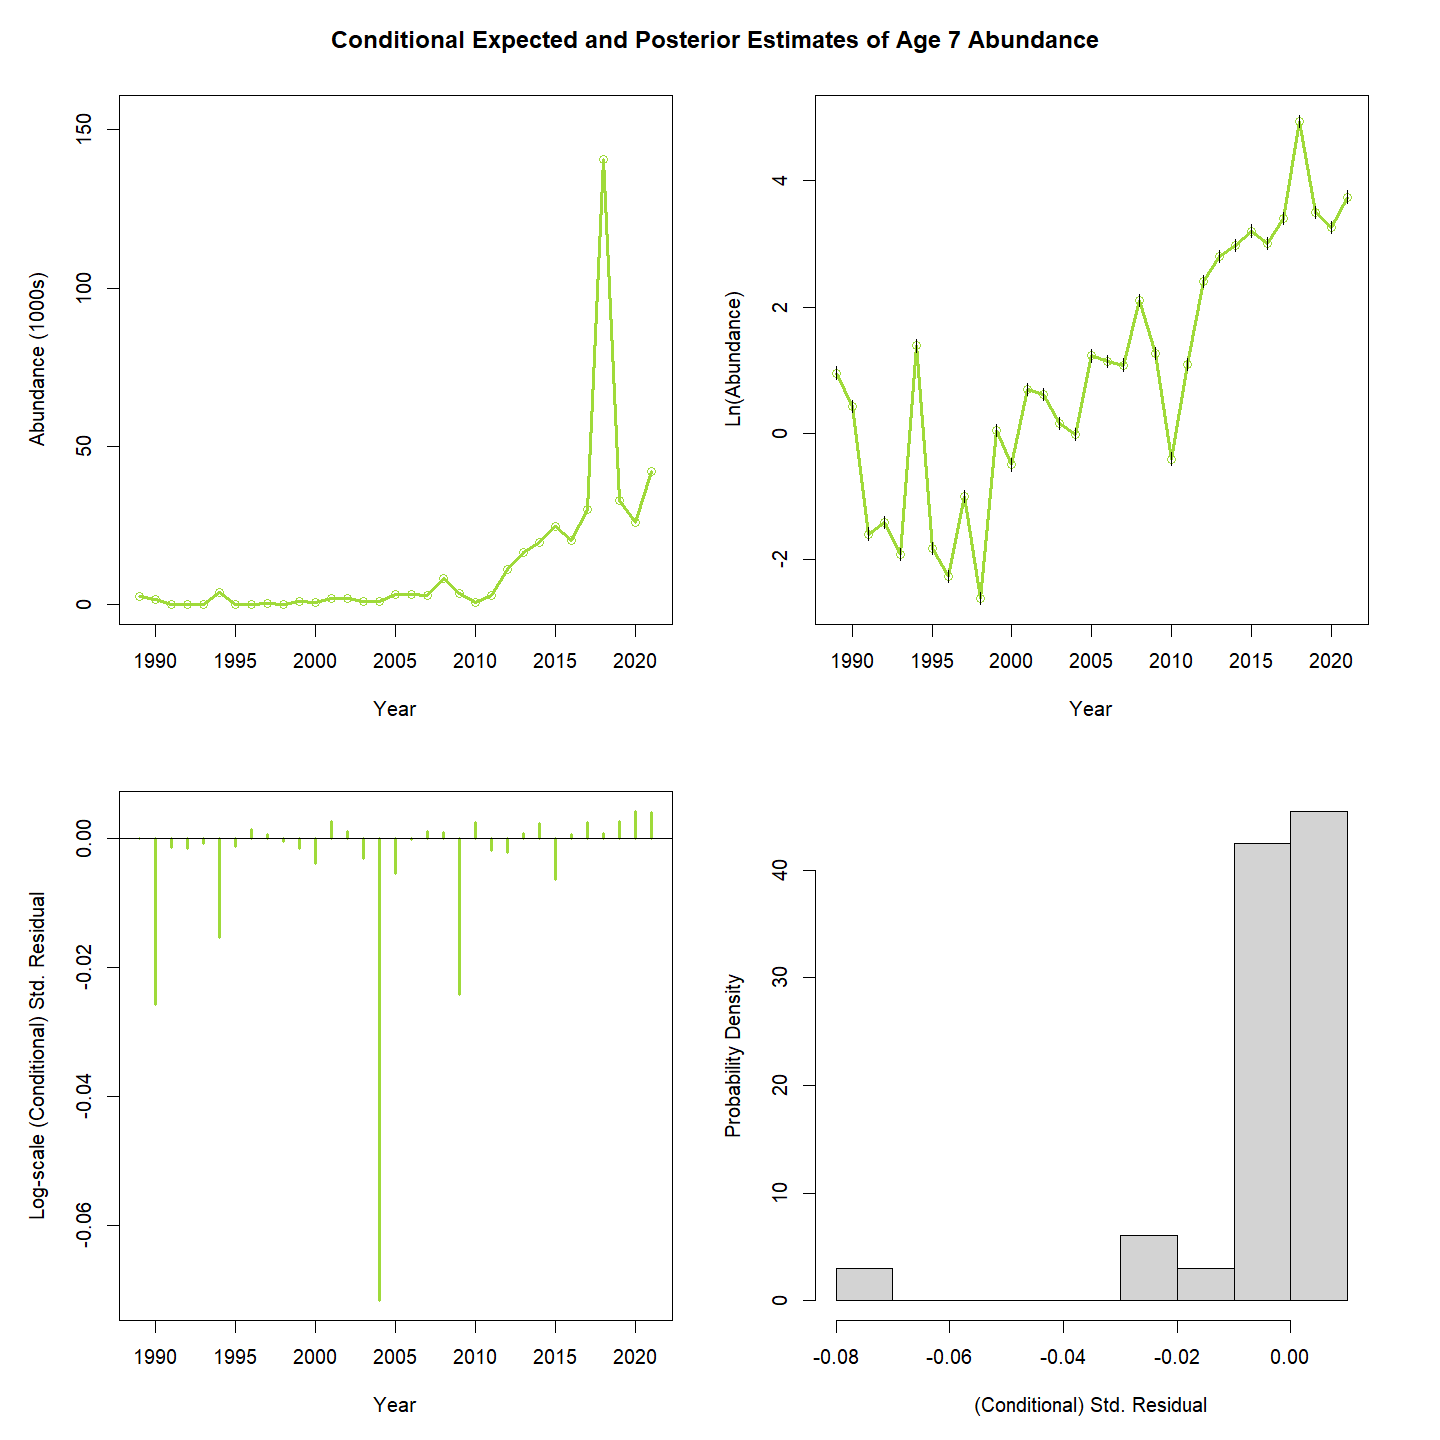 Conditional Expected and Posterior Estimates of Age 7 Abundance
Abundance (1000s)
150
100
50
0
1990 1995 2000 2005 2010 2015 2020
Year
Ln(Abundance)
4
2
0
-2
1990 1995 2000 2005 2010 2015 2020
Year
Log-scale (Conditional) Std. Residual
0.00
-0.02
-0.04
-0.06
1990 1995 2000 2005 2010 2015 2020
Year
Probability Density
40
30
20
10
0
-0.08 -0.06 -0.04 -0.02 0.00
(Conditional) Std. Residual